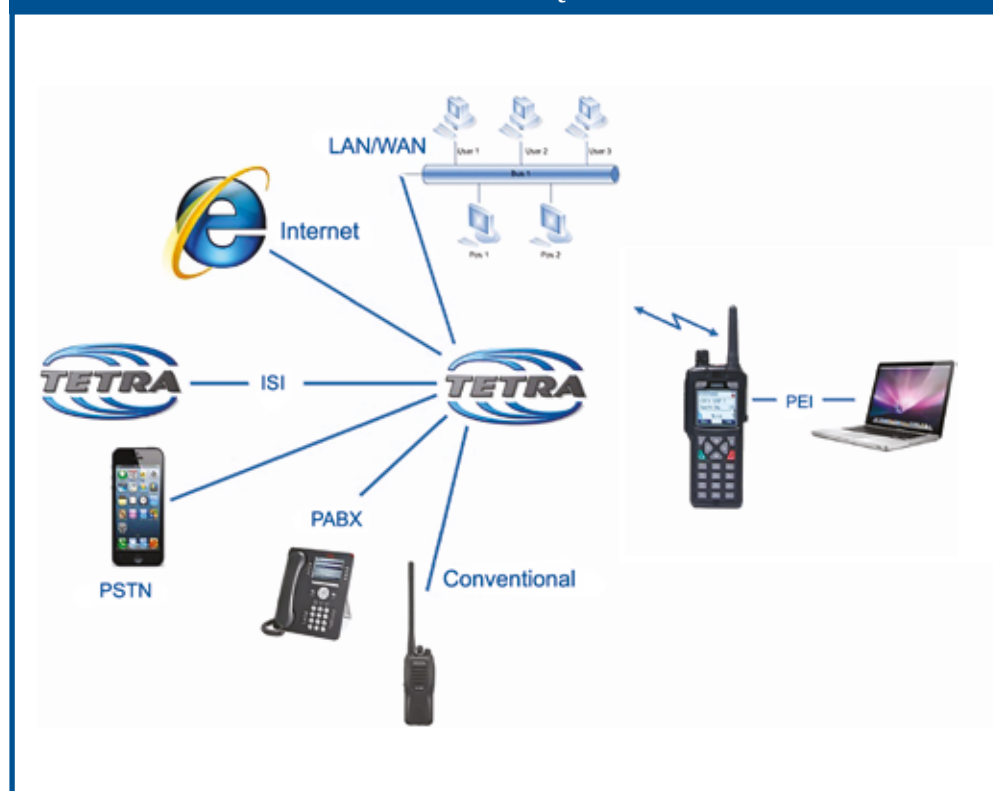 LAN/WAN
User 1
User 2
User 3
Bus 1
Pos 1
Pos 2
Internet
TETRA
ISI
TETRA
PEI
PSTN
PABX
Conventional